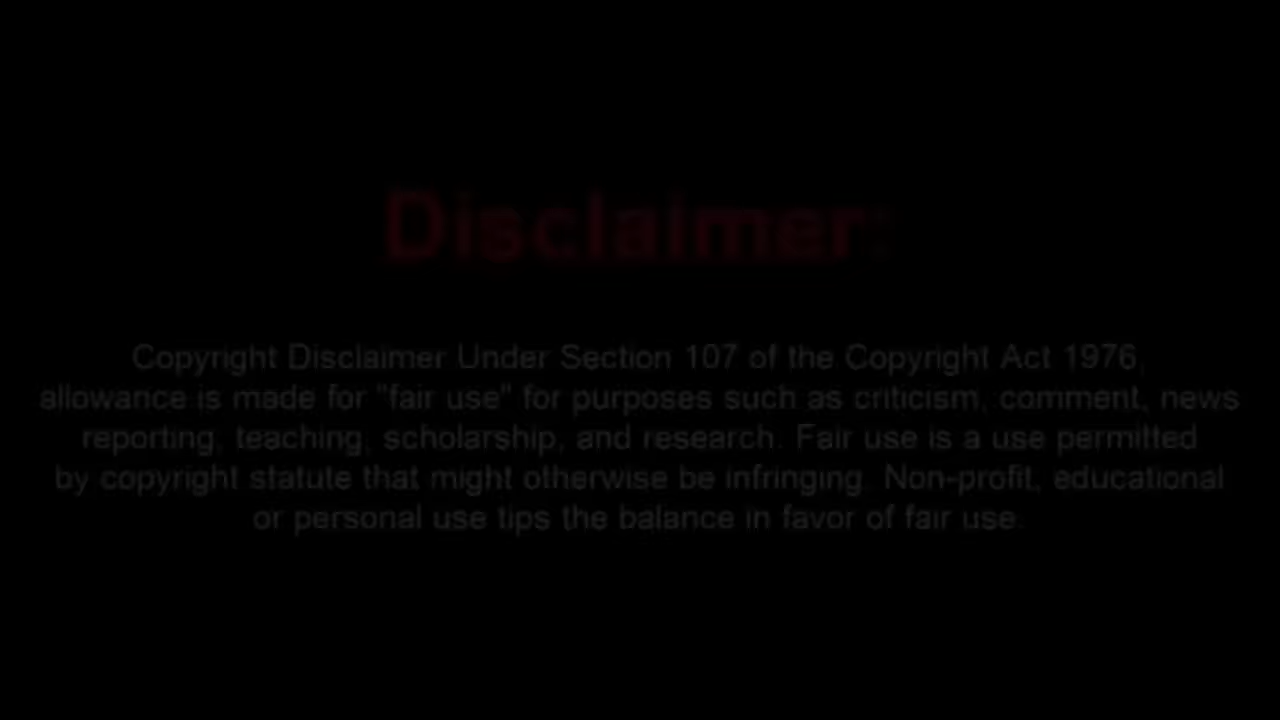 Disclaimer:
Copyright Disclaimer Under Section 107 of the Copyright Act 1976,
allowance is made for "fair use" for purposes such as criticism, comment, news
reporting, teaching, scholarship, and research. Fair use is a use permitted
by copyright statute that might otherwise be infringing. Non-profit, educational
or personal use tips the balance in favor of fair use.